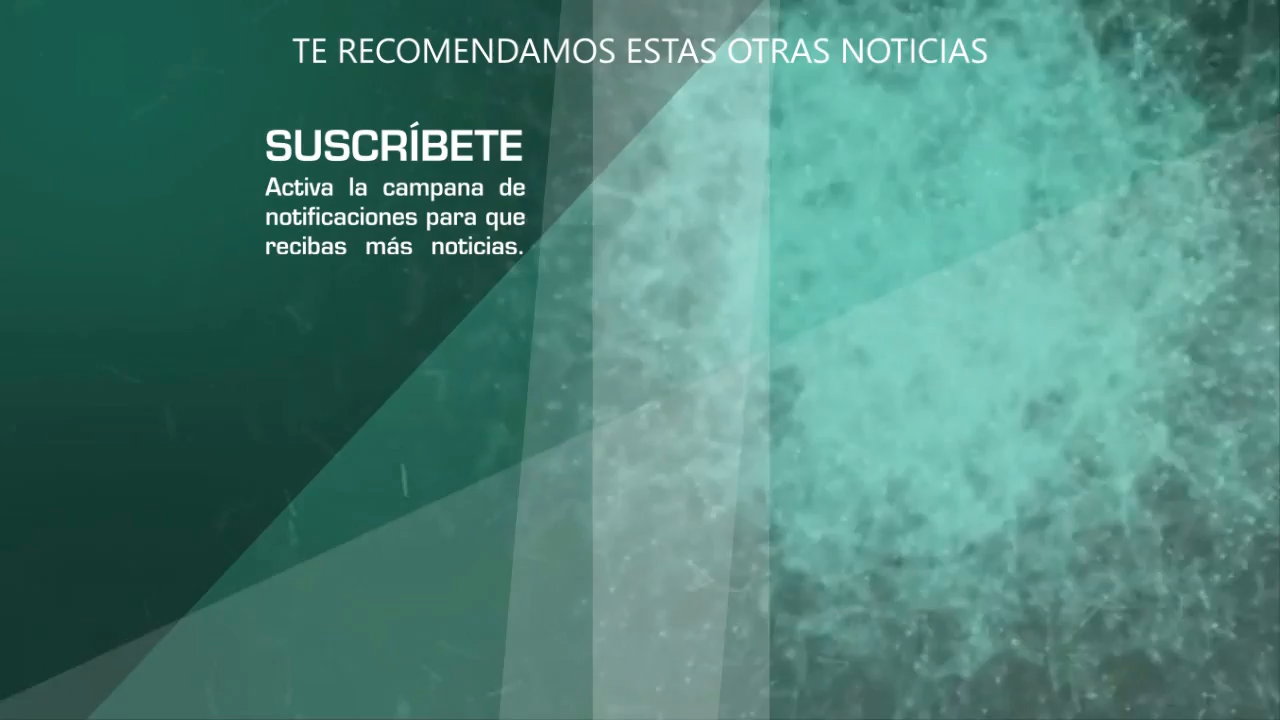 TE RECOMENDAMOS ESTAS OTRAS NOTICIAS
SUSCRÍBETE
Activa la campana de
notificaciones para que
recibas más noticias.